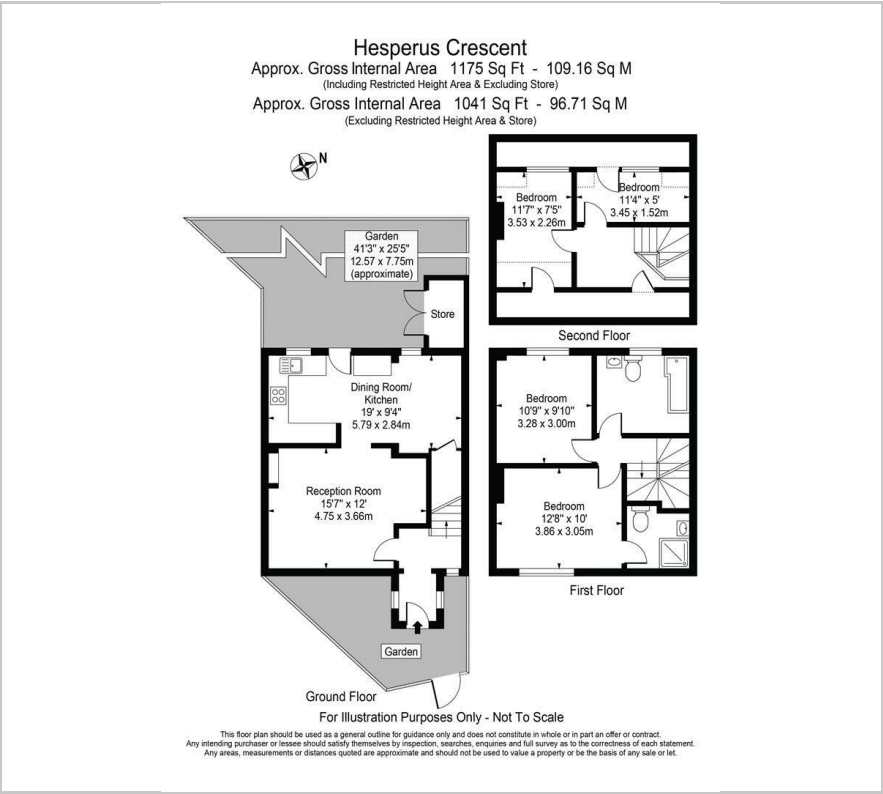 Hesperus Crescent
Approx. Gross Internal Area 1175 Sq Ft - 109.16 Sq M
(Including Restricted Height Area & Excluding Store)
Approx. Gross Internal Area 1041 Sq Ft - 96.71 Sq M
(Excluding Restricted Height Area & Store)
N
Bedroom
11'7" x 7'5"
3.53 x 2.26m
Bedroom
11'4" x 5'
3.45 x 1.52m
Second Floor
Garden
41'3" x 25'5"
12.57 x 7.75m
(approximate)
Store
Dining Room/
Kitchen
19' x 9'4"
5.79 x 2.84m
Reception Room
15'7" x 12'
4.75 x 3.66m
Garden
Ground Floor
Bedroom
10'9" x 9'10"
3.28 x 3.00m
Bedroom
12'8" x 10'
3.86 x 3.05m
First Floor
For Illustration Purposes Only - Not To Scale
This floor plan should be used as a general outline for guidance only and does not constitute in whole or in part an offer or contract.
Any intending purchaser or lessee should satisfy themselves by inspection, searches, enquiries and full survey as to the correctness of each statement.
Any areas, measurements or distances quoted are approximate and should not be used to value a property or be the basis of any sale or let.